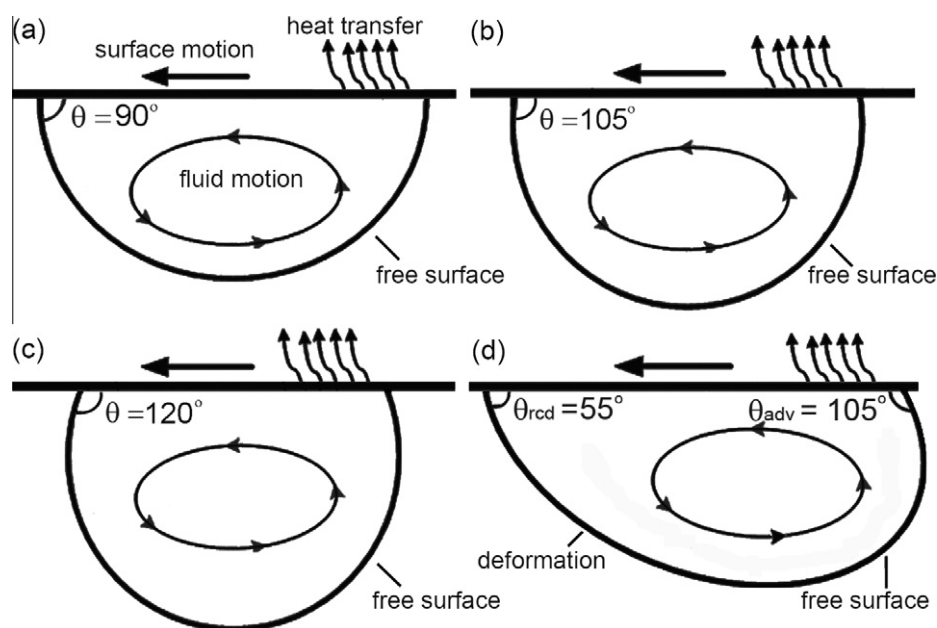 (a)
heat transfer
surface motion
θ = 90°
fluid motion
free surface
(b)
θ = 105°
free surface
(c)
θ = 120°
free surface
(d)
θrcd = 55°
θadv = 105°
deformation
free surface